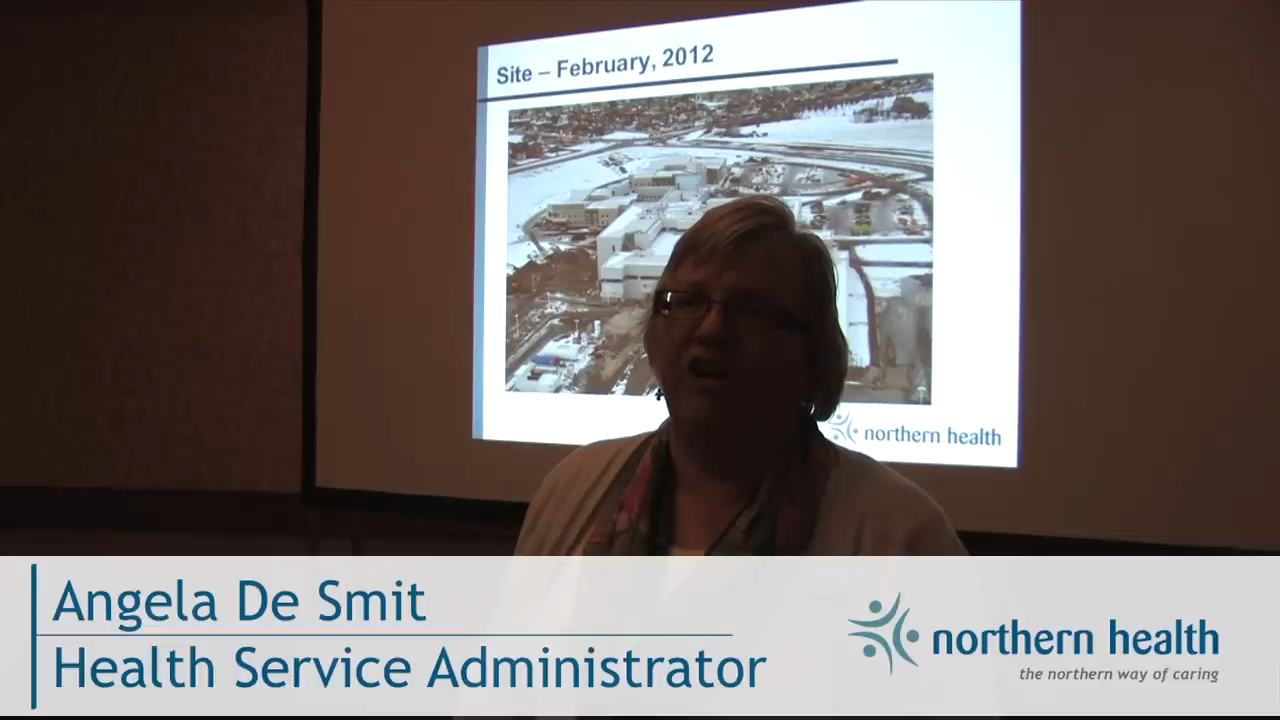 Site – February, 2012
northern health
Angela De Smit
Health Service Administrator
northern health
the northern way of caring